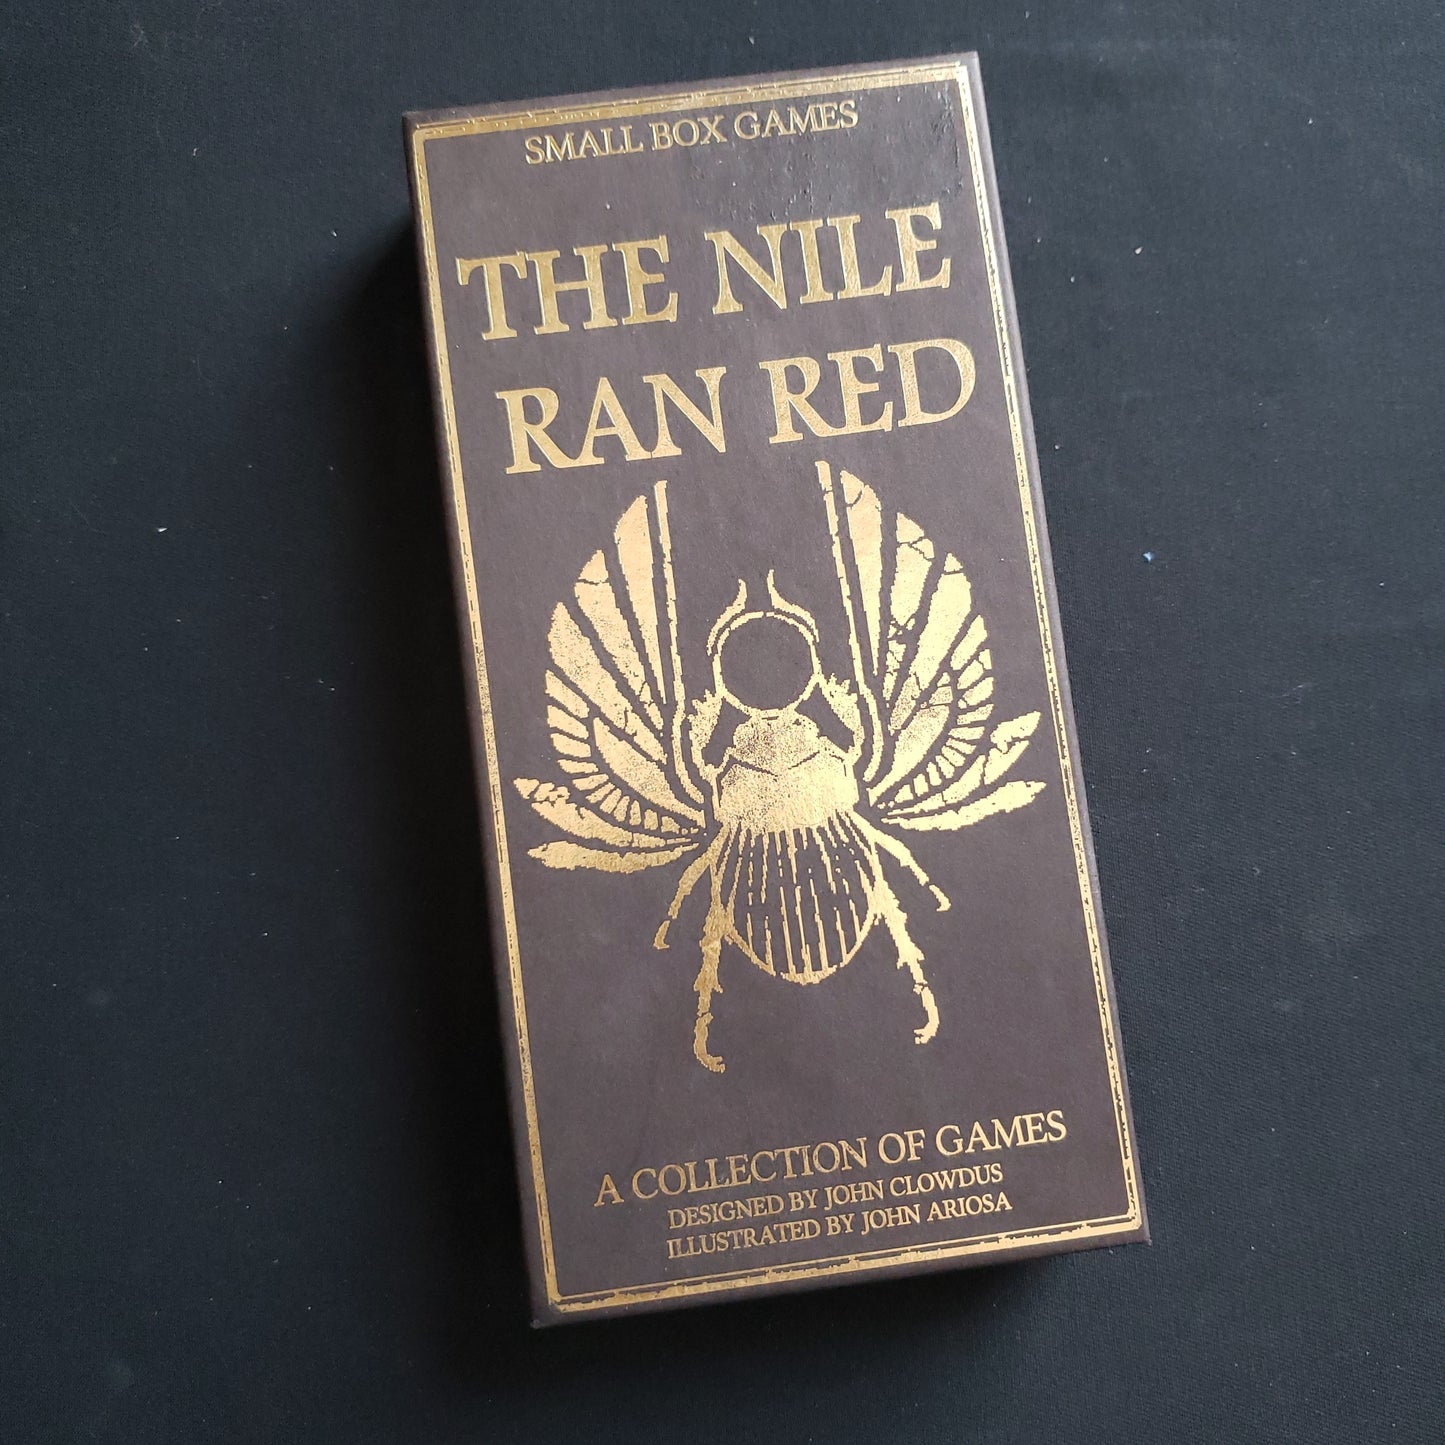 SMALL BOX GAMES
THE NILE
RAN RED
A COLLECTION OF GAMES
DESIGNED BY JOHN CLOWDUS
ILLUSTRATED BY JOHN ARIOSA